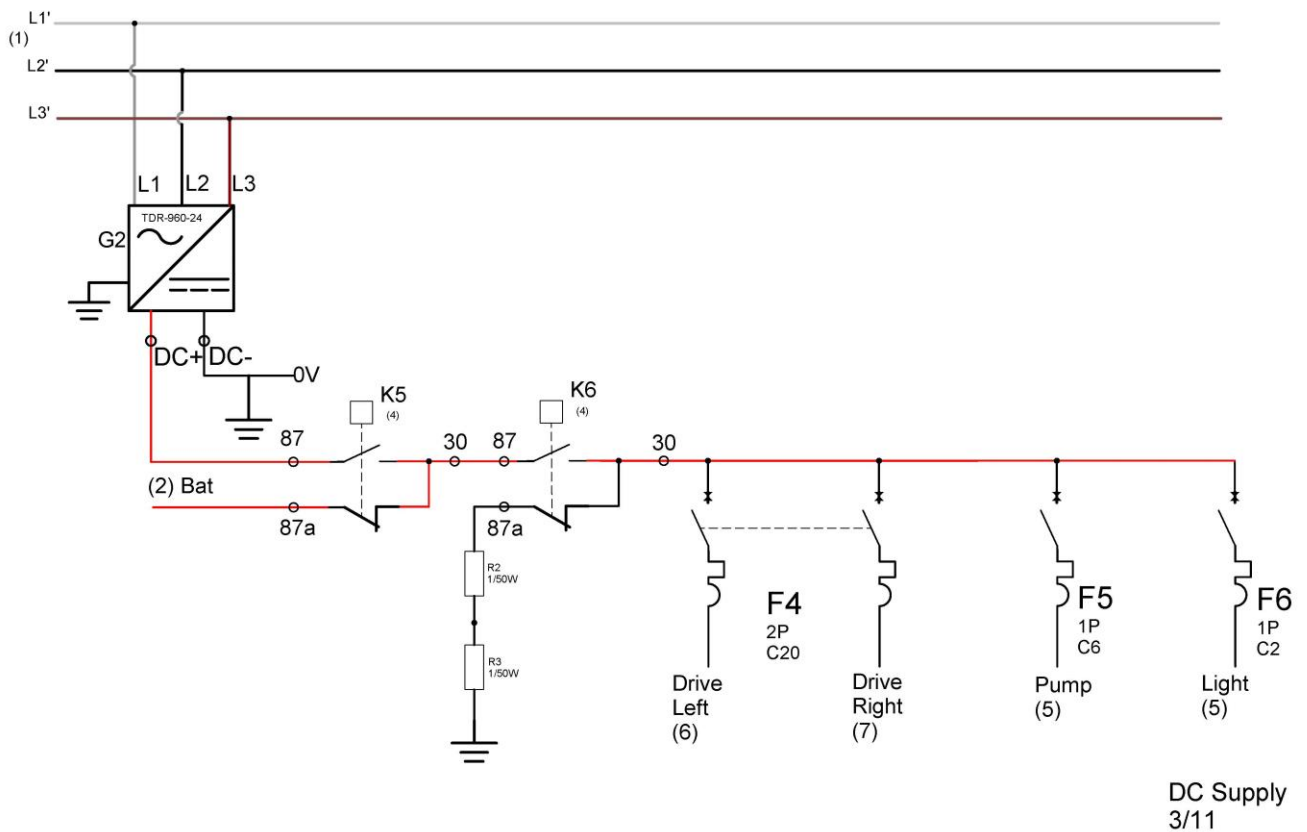 L1'
(1)
L2'
L3'
L1 L2 L3
TDR-960-24
G2
DC+ DC-
0V
K5
(4)
K6
(4)
87
30
87
30
(2) Bat
87a
87a
R2
1/50W
R3
1/50W
F4
2P
C20
F5
1P
C6
F6
1P
C2
Drive
Left
(6)
Drive
Right
(7)
Pump
(5)
Light
(5)
DC Supply
3/11